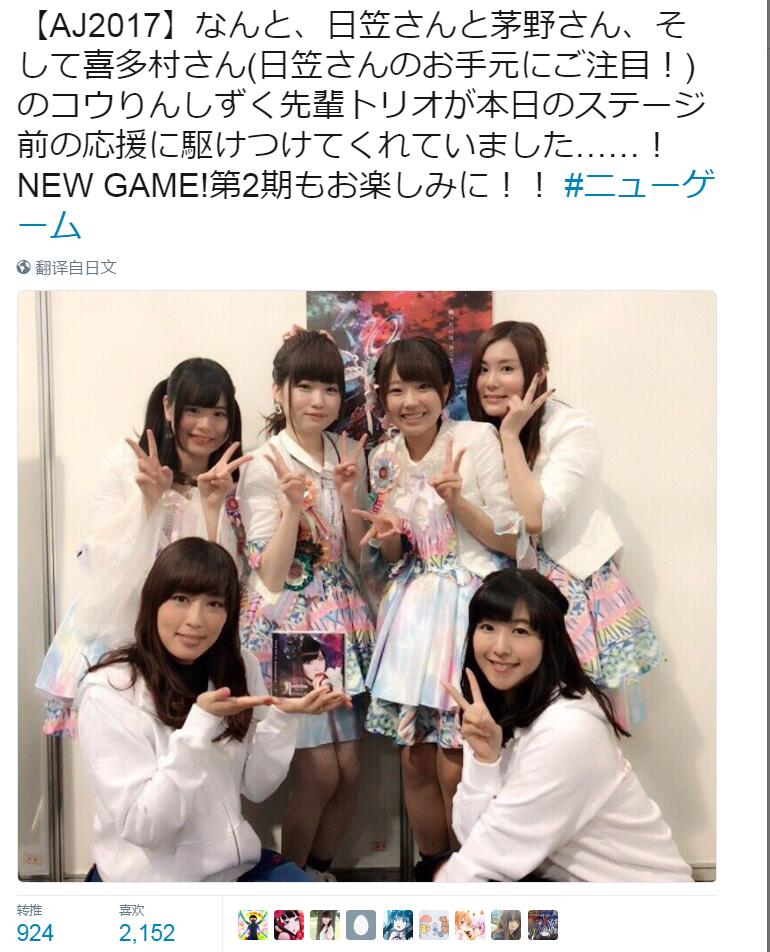 【AJ2017】なんと、日笠さんと茅野さん、そ
して喜多村さん(日笠さんのお手元にご注目！)
のコウりんしずく先輩トリオが本日のステージ
前の応援に駆けつけてくれていました……！
NEW GAME!第2期もお楽しみに！！ #ニューゲ
ーム
翻译自日文
转推 喜欢
924 2,152